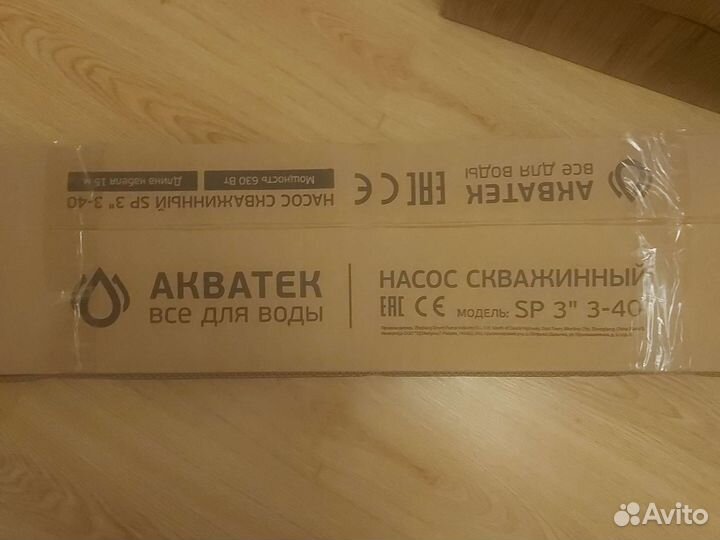 АКВАТЕК
ВСЕ ДЛЯ ВОДЫ
НАСОС СКВАЖИННЫЙ SP 3" 3-40
Мощность 630 Вт
Длина кабеля 15 м
EAC CE
АКВАТЕК
все для воды
НАСОС СКВАЖИННЫЙ
EAC CE МОДЕЛЬ: SP 3" 3-40
Avito